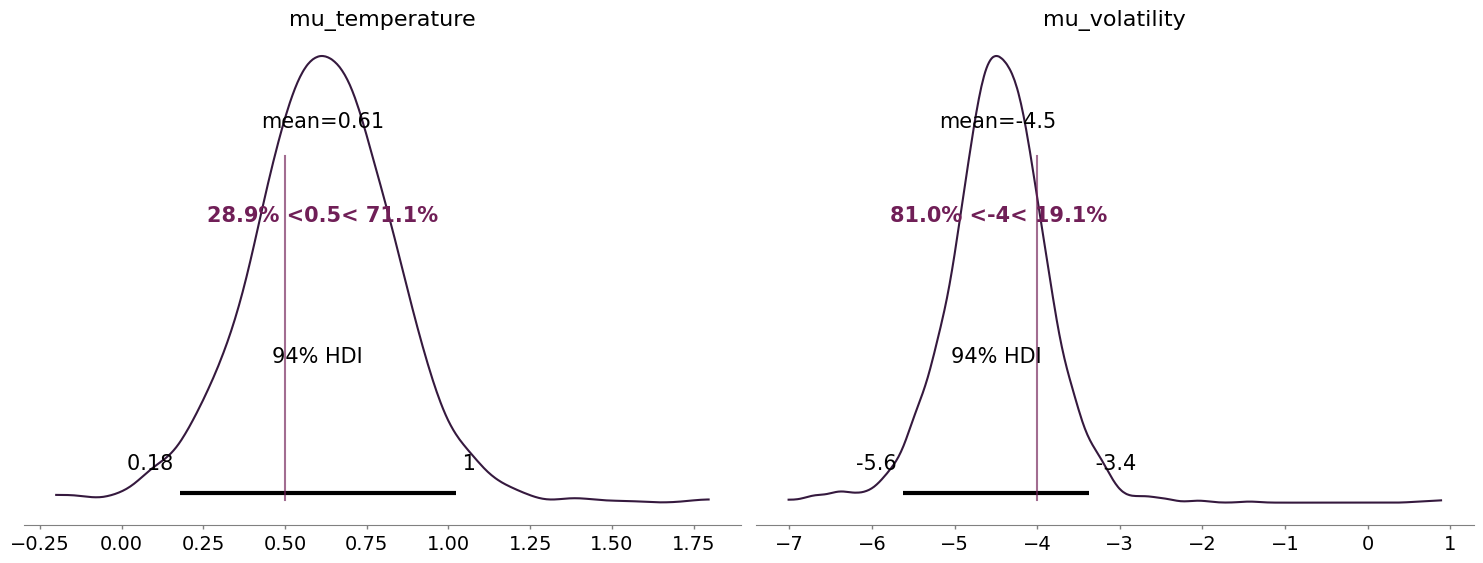 mu_temperature
mean=0.61
28.9% <0.5< 71.1%
94% HDI
0.18
1
−0.25 0.00 0.25 0.50 0.75 1.00 1.25 1.50 1.75
mu_volatility
mean=-4.5
81.0% <-4< 19.1%
94% HDI
-5.6
-3.4
−7 −6 −5 −4 −3 −2 −1 0 1